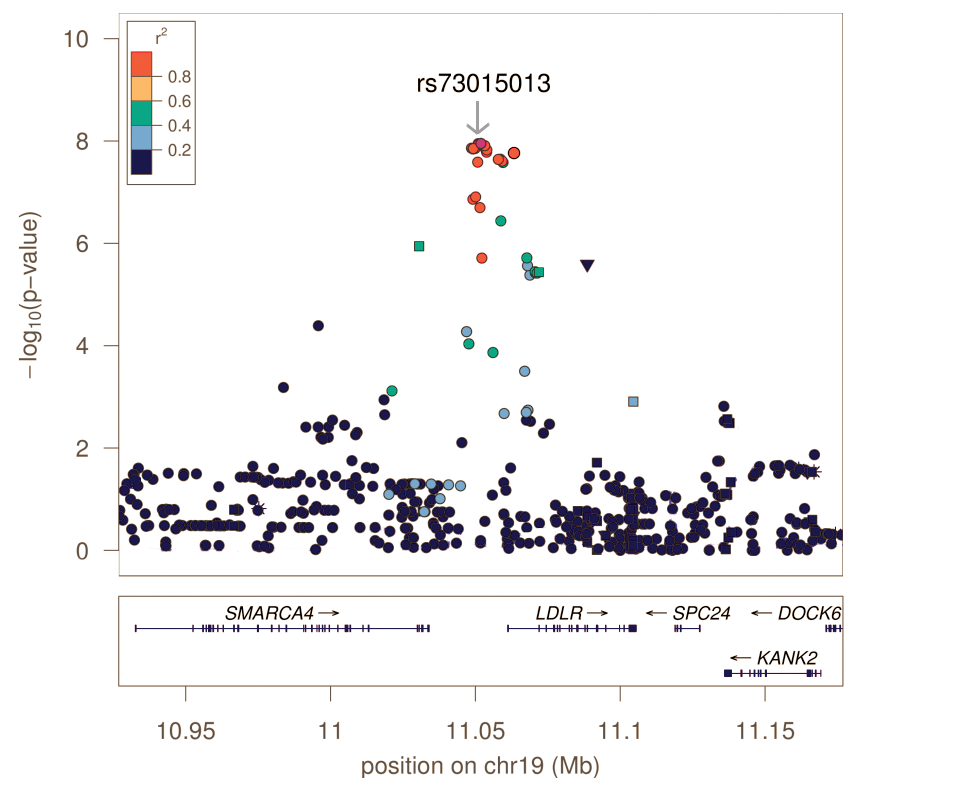 r2
0.8
0.6
0.4
0.2
rs73015013
10
8
6
4
2
0
−log10(p−value)
SMARCA4
LDLR
SPC24
DOCK6
KANK2
10.95
11
11.05
11.1
11.15
position on chr19 (Mb)